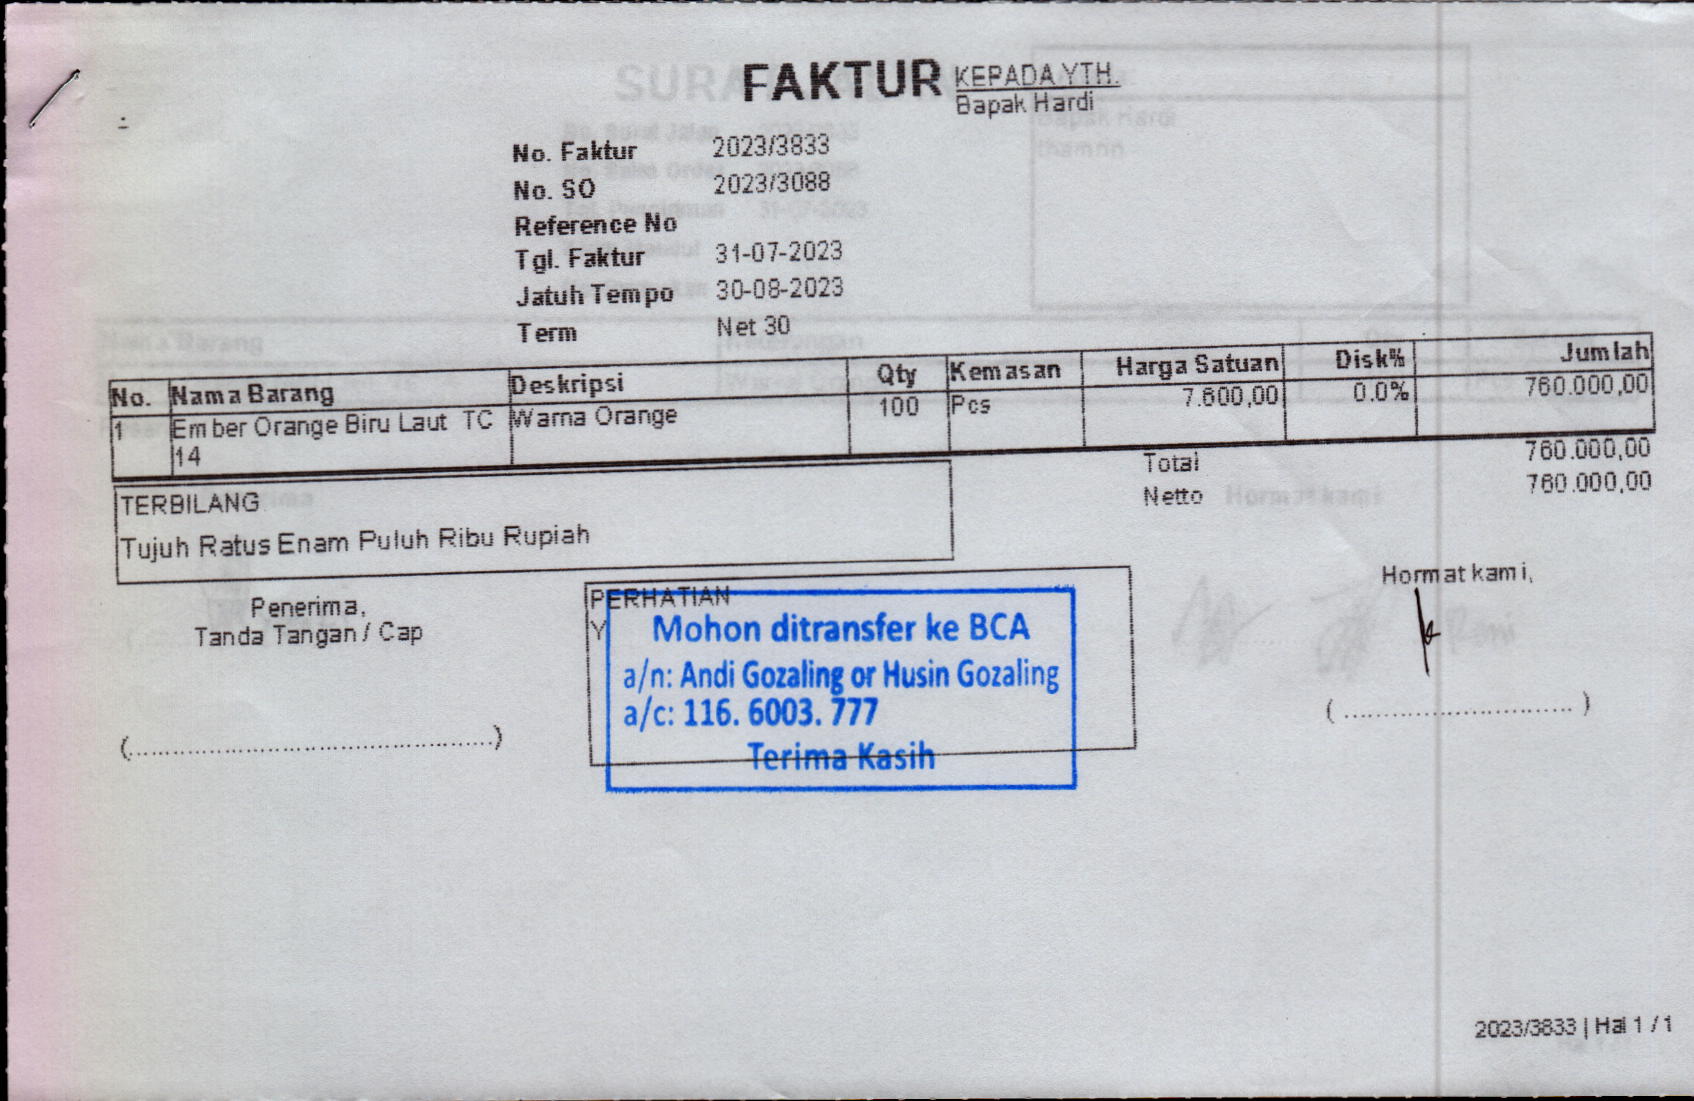 FAKTUR
KEPADA YTH.
Bapak Hardi
No. Faktur 2023/3833
No. SO 2023/3088
Reference No
Tgl. Faktur 31-07-2023
Jatuh Tempo 30-08-2023
Term Net 30
No. Nama Barang Deskripsi Qty Kemasan Harga Satuan Disk% Jumlah
1 Ember Orange Biru Laut TC Warna Orange 100 Pcs 7.600,00 0.0% 760.000,00
14
Total 760.000,00
Netto 760.000,00
TERBILANG
Tujuh Ratus Enam Puluh Ribu Rupiah
Penerima,
Tanda Tangan / Cap
(..................................................)
PERHATIAN
Y
Mohon ditransfer ke BCA
a/n: Andi Gozaling or Husin Gozaling
a/c: 116. 6003. 777
Terima Kasih
Hormat kami,
( ............................... )
2023/3833 | Hal 1 / 1